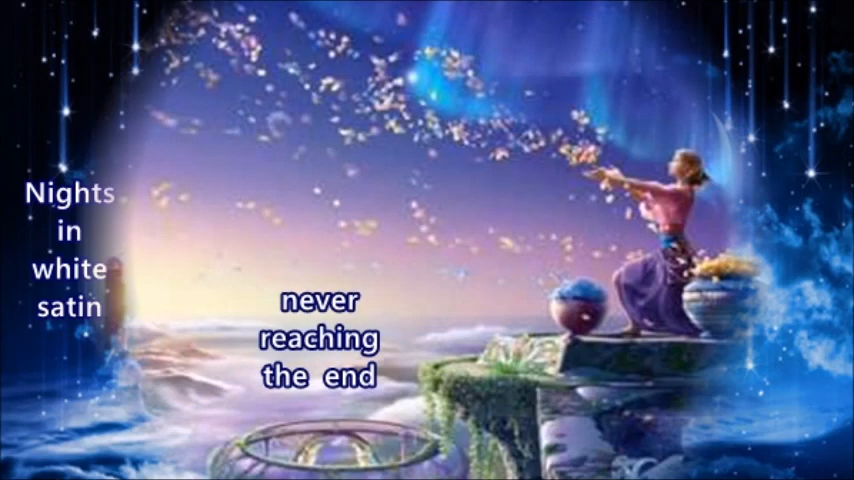 Nights
in
white
satin
never
reaching
the end